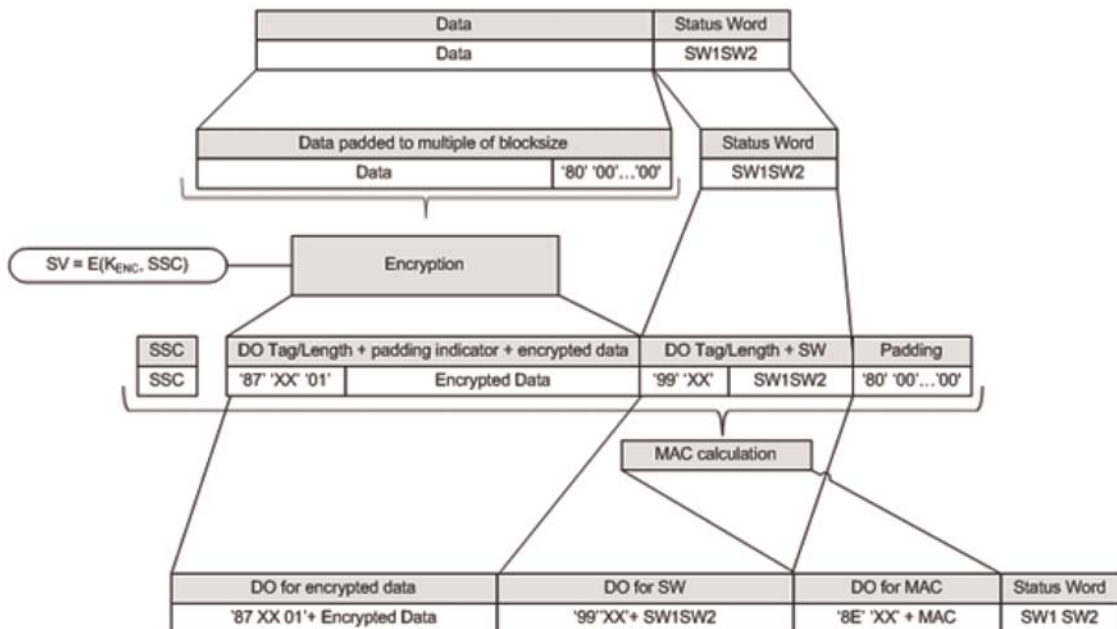 Data Status Word
Data SW1SW2
Data padded to multiple of blocksize Status Word
Data '80' '00'...'00' SW1SW2
SV = E(KENC, SSC) Encryption
SSC DO Tag/Length + padding indicator + encrypted data DO Tag/Length + SW Padding
SSC '87' 'XX' '01' Encrypted Data '99' 'XX' SW1SW2 '80' '00'...'00'
MAC calculation
DO for encrypted data DO for SW DO for MAC Status Word
'87 XX 01'+ Encrypted Data '99''XX'+ SW1SW2 '8E' 'XX' + MAC SW1 SW2